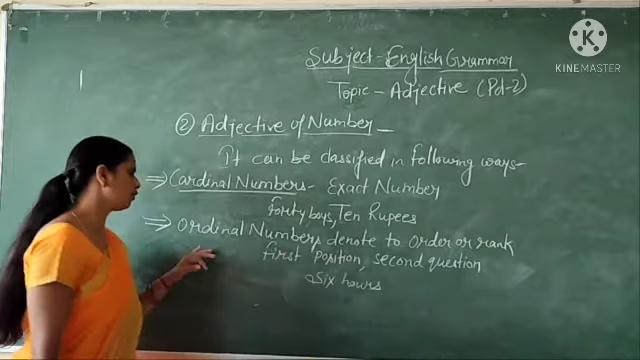 Subject - English Grammar
Topic - Adjective (Pd-2)
② Adjective of Number -
It can be classified in following ways -
⇒ Cardinal Numbers - Exact Number
Forty boys, Ten Rupees
⇒ Ordinal Numbers denote to order or rank
first position, second question
Six hours
K
KINEMASTER